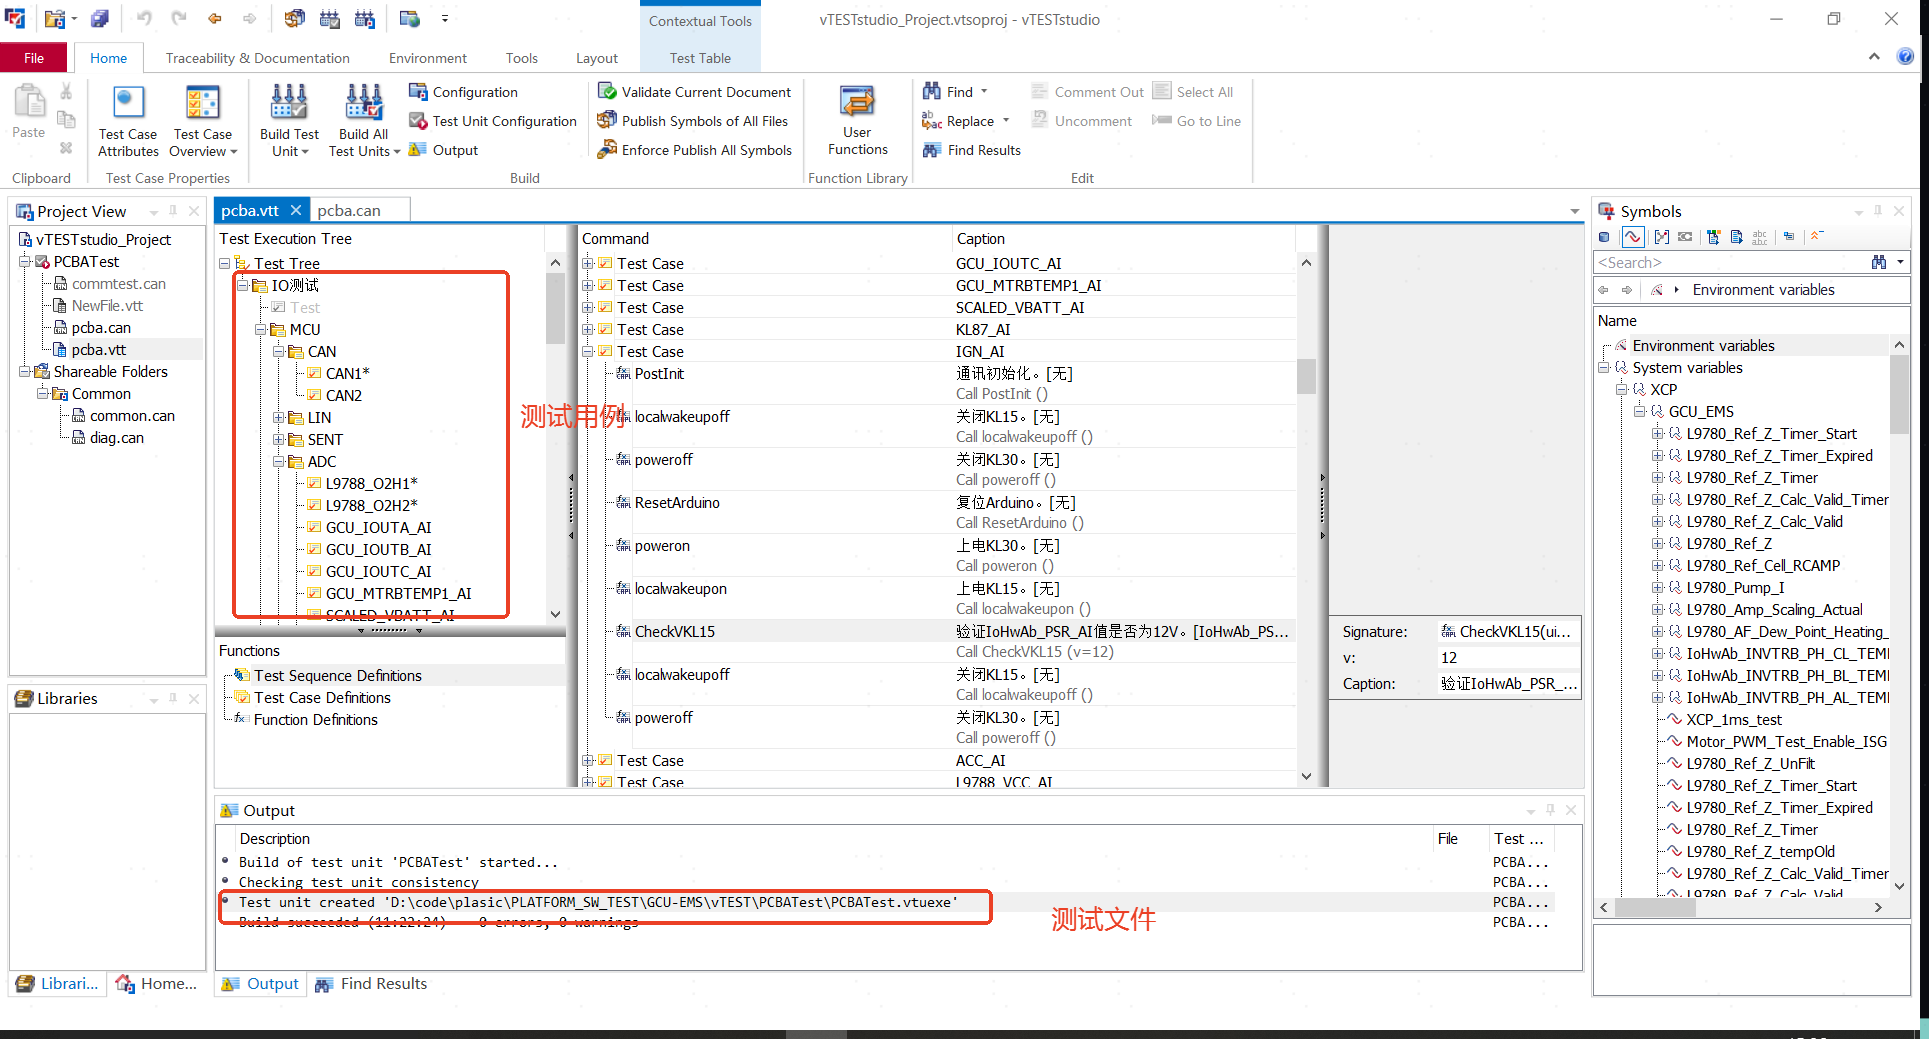 Contextual Tools
vTESTstudio_Project.vtsoproj - vTESTstudio
File
Home
Traceability & Documentation
Environment
Tools
Layout
Test Table
Paste
Test Case Attributes
Test Case Overview
Build Test Unit
Build All Test Units
Configuration
Test Unit Configuration
Output
Validate Current Document
Publish Symbols of All Files
Enforce Publish All Symbols
User Functions
Find
Replace
Find Results
Comment Out
Uncomment
Select All
Go to Line
Clipboard
Test Case Properties
Build
Function Library
Edit
Project View
vTESTstudio_Project
PCBATest
commtest.can
NewFile.vtt
pcba.can
pcba.vtt
Shareable Folders
Common
common.can
diag.can
Libraries
Librari...
Home...
pcba.vtt
pcba.can
Test Execution Tree
Test Tree
IO测试
Test
MCU
CAN
CAN1*
CAN2
LIN
SENT
ADC
L9788_O2H1*
L9788_O2H2*
GCU_IOUTA_AI
GCU_IOUTB_AI
GCU_IOUTC_AI
GCU_MTRBTEMP1_AI
SCALED_VBATT_AI
测试用例
Functions
Test Sequence Definitions
Test Case Definitions
Function Definitions
Command Caption
Test Case GCU_IOUTC_AI
Test Case GCU_MTRBTEMP1_AI
Test Case SCALED_VBATT_AI
Test Case KL87_AI
Test Case IGN_AI
PostInit 通讯初始化。[无]
Call PostInit ()
localwakeupoff 关闭KL15。[无]
Call localwakeupoff ()
poweroff 关闭KL30。[无]
Call poweroff ()
ResetArduino 复位Arduino。[无]
Call ResetArduino ()
poweron 上电KL30。[无]
Call poweron ()
localwakeupon 上电KL15。[无]
Call localwakeupon ()
CheckVKL15 验证IoHwAb_PSR_AI值是否为12V。[IoHwAb_PS...
Call CheckVKL15 (v=12)
localwakeupoff 关闭KL15。[无]
Call localwakeupoff ()
poweroff 关闭KL30。[无]
Call poweroff ()
Test Case ACC_AI
Test Case L9788_VCC_AI
Signature: CheckVKL15(ui...
v: 12
Caption: 验证IoHwAb_PSR_...
Output
Description File Test ...
Build of test unit 'PCBATest' started... PCBA...
Checking test unit consistency PCBA...
Test unit created 'D:\code\plasic\PLATFORM_SW_TEST\GCU-EMS\vTEST\PCBATest\PCBATest.vtuexe' PCBA...
Build succeeded (11:22:24) 0 errors, 0 warnings PCBA...
测试文件
Output
Find Results
Symbols
<Search>
Environment variables
Name
Environment variables
System variables
XCP
GCU_EMS
L9780_Ref_Z_Timer_Start
L9780_Ref_Z_Timer_Expired
L9780_Ref_Z_Timer
L9780_Ref_Z_Calc_Valid_Timer
L9780_Ref_Z_Calc_Valid
L9780_Ref_Z
L9780_Ref_Cell_RCAMP
L9780_Pump_I
L9780_Amp_Scaling_Actual
L9780_AF_Dew_Point_Heating_
IoHwAb_INVTRB_PH_CL_TEMI
IoHwAb_INVTRB_PH_BL_TEMI
IoHwAb_INVTRB_PH_AL_TEMI
XCP_1ms_test
Motor_PWM_Test_Enable_ISG
L9780_Ref_Z_UnFilt
L9780_Ref_Z_Timer_Start
L9780_Ref_Z_Timer_Expired
L9780_Ref_Z_Timer
L9780_Ref_Z_tempOld
L9780_Ref_Z_Calc_Valid_Timer
L9780_Ref_Z_Calc_Valid